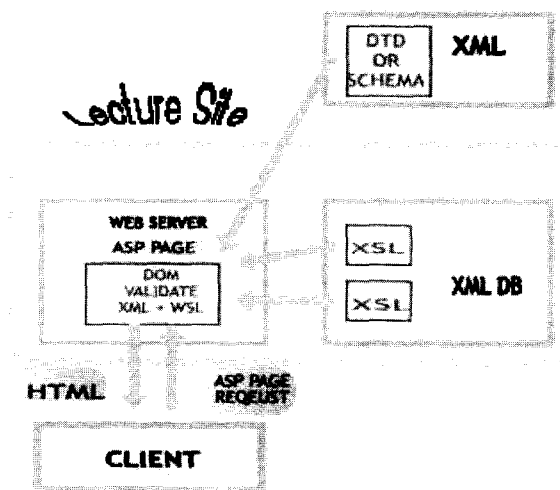 DTD
OR
SCHEMA
XML
Lecture Site
WEB SERVER
ASP PAGE
DOM
VALIDATE
XML + WSL
XSL
XSL
XML DB
HTML
ASP PAGE
REQEUST
CLIENT